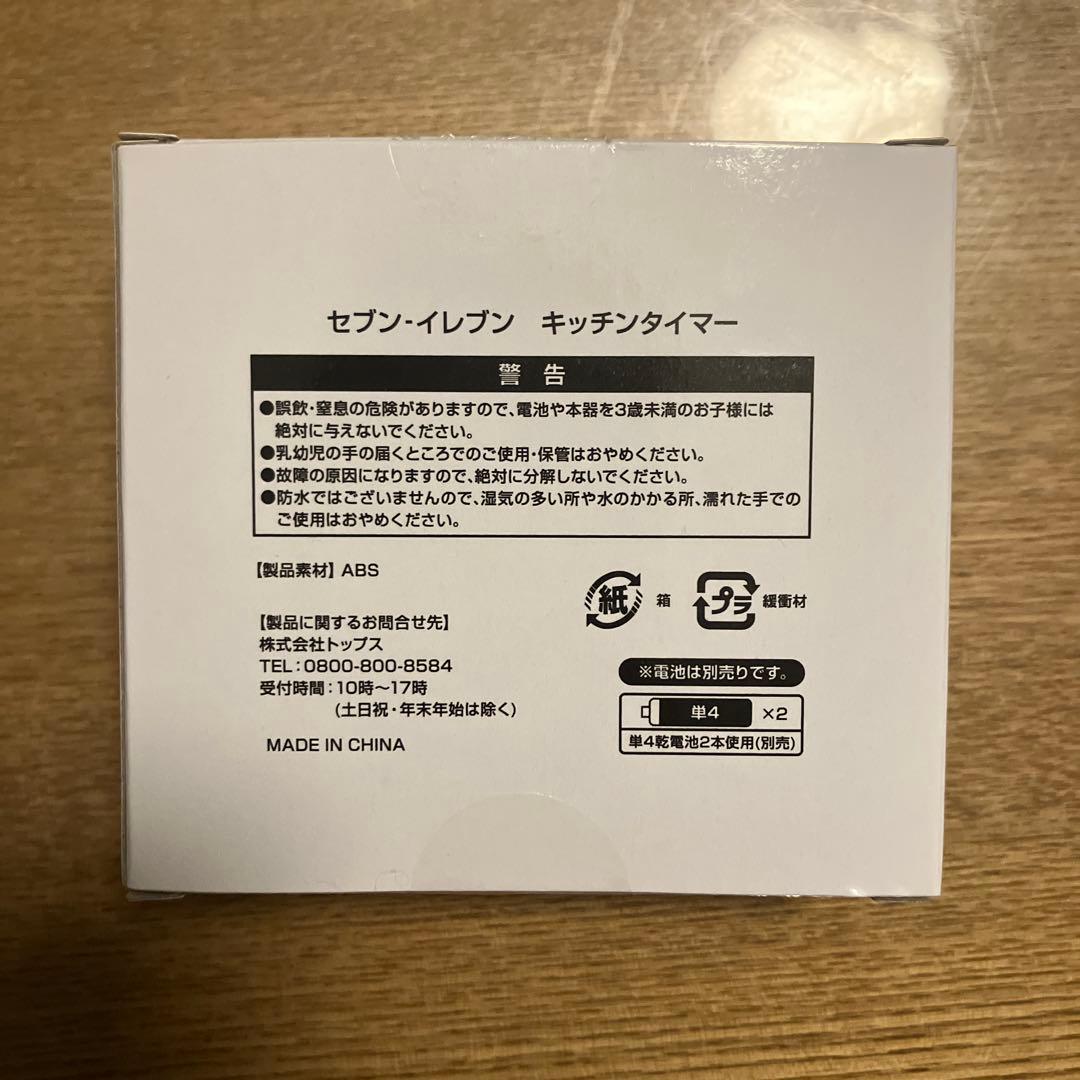 セブン-イレブン　キッチンタイマー
警 告
●誤飲・窒息の危険がありますので、電池や本器を3歳未満のお子様には
絶対に与えないでください。
●乳幼児の手の届くところでのご使用・保管はおやめください。
●故障の原因になりますので、絶対に分解しないでください。
●防水ではございませんので、湿気の多い所や水のかかる所、濡れた手での
ご使用はおやめください。
【製品素材】ABS
紙 箱 プラ 緩衝材
【製品に関するお問合せ先】
株式会社トップス
TEL：0800-800-8584
受付時間：10時〜17時
(土日祝・年末年始は除く)
MADE IN CHINA
※電池は別売りです。
単4 ×2
単4乾電池2本使用(別売)